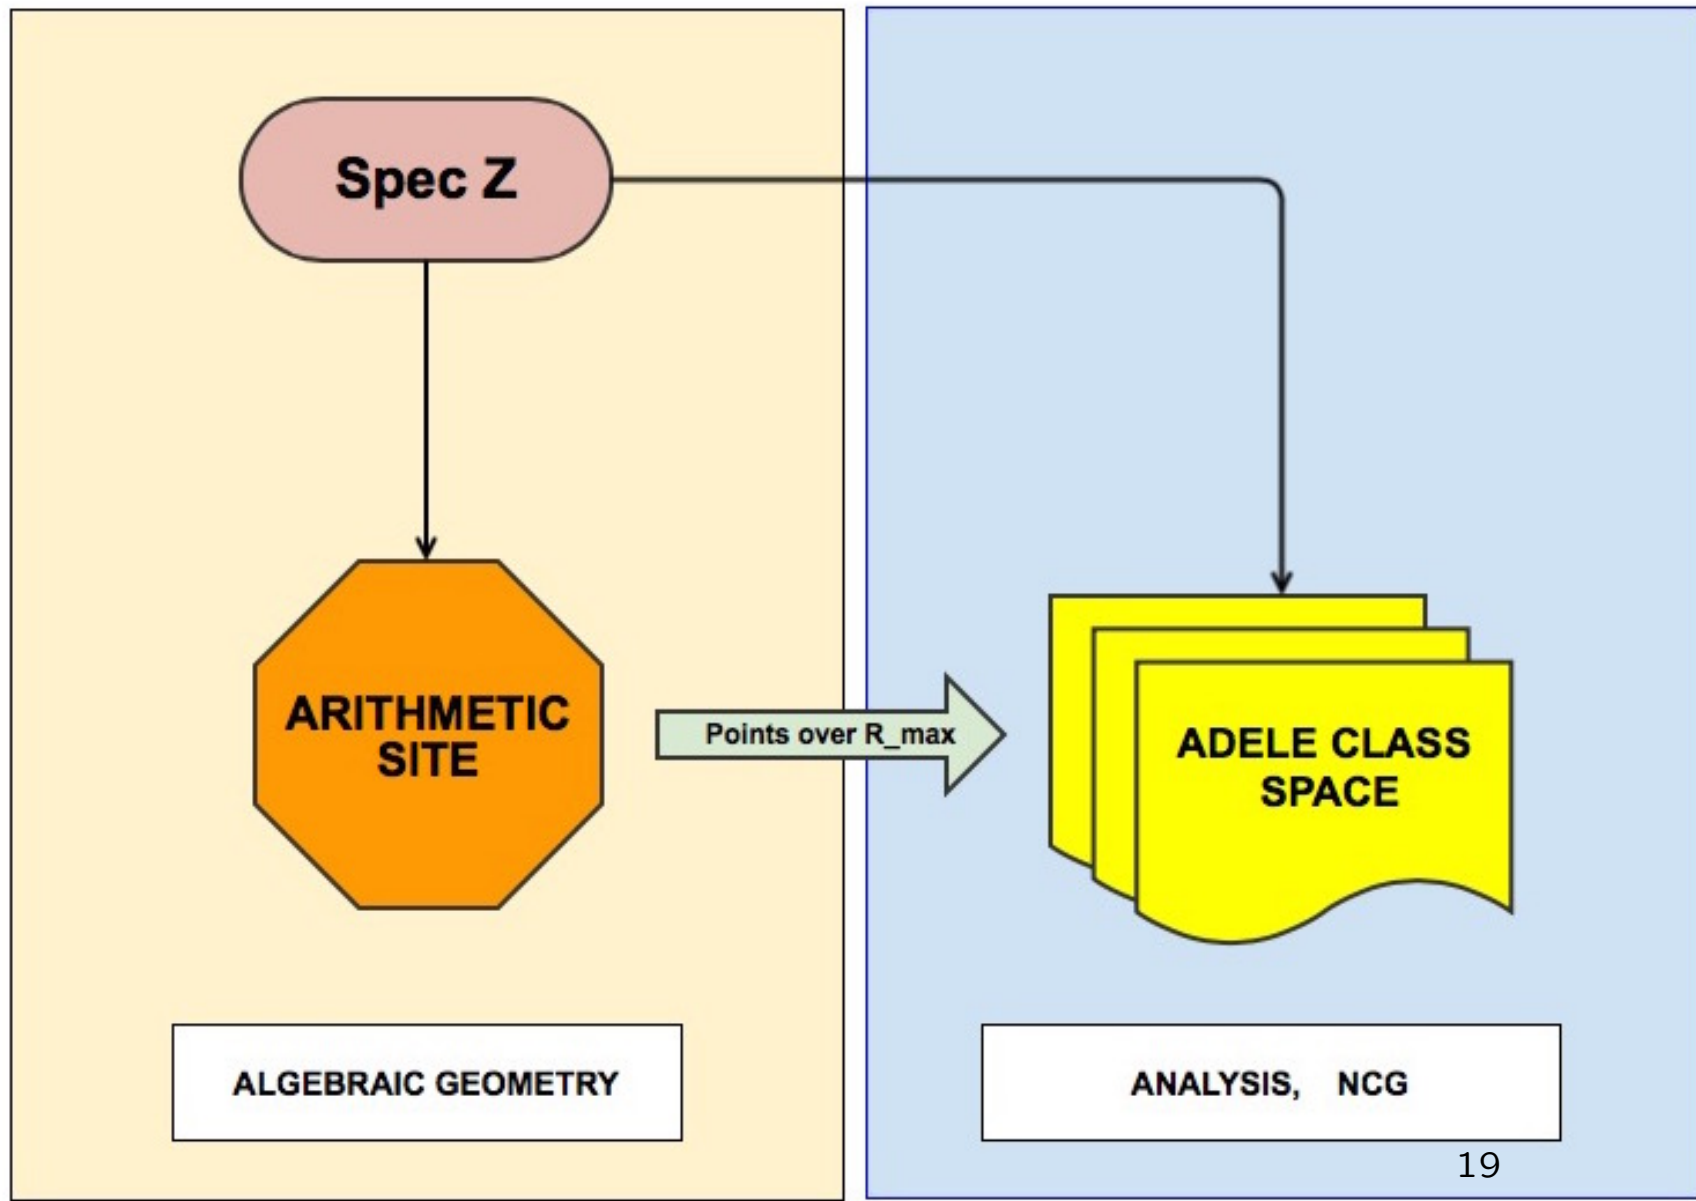 Spec Z
ARITHMETIC
SITE
Points over R_max
ADELE CLASS
SPACE
ALGEBRAIC GEOMETRY
ANALYSIS, NCG
19